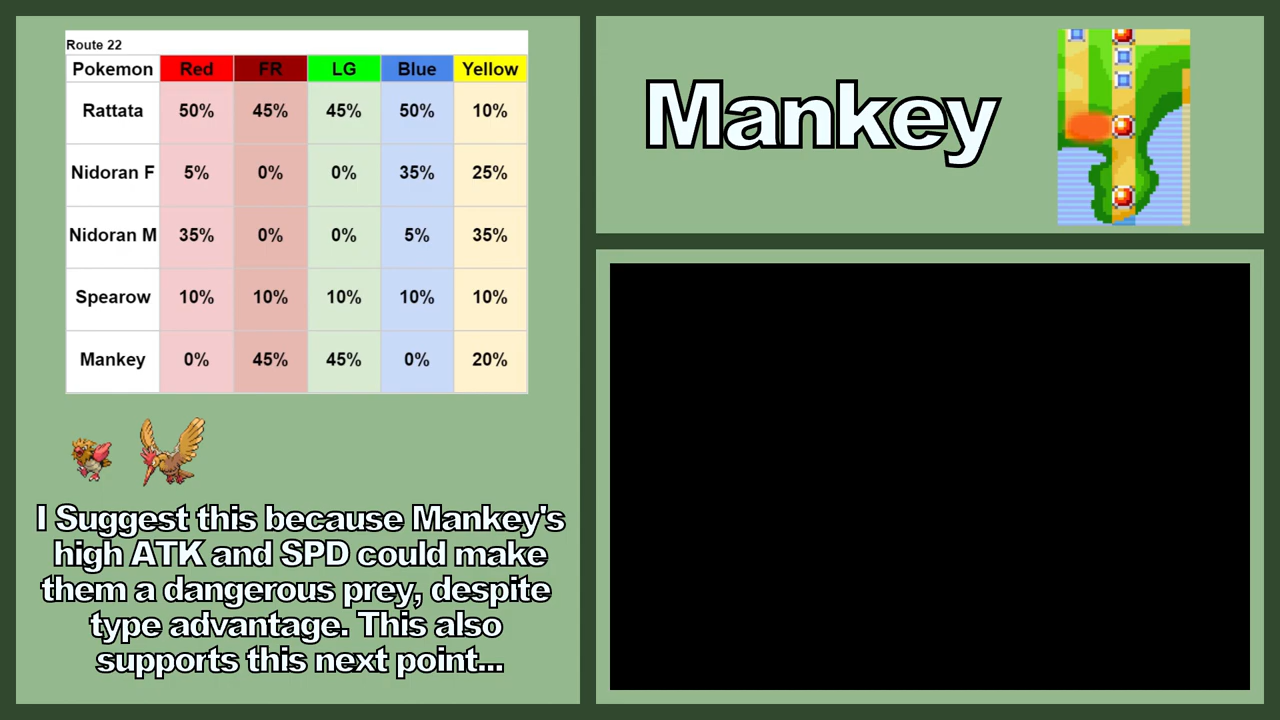 Route 22
Pokemon Red FR LG Blue Yellow
Rattata 50% 45% 45% 50% 10%
Nidoran F 5% 0% 0% 35% 25%
Nidoran M 35% 0% 0% 5% 35%
Spearow 10% 10% 10% 10% 10%
Mankey 0% 45% 45% 0% 20%
I Suggest this because Mankey's
high ATK and SPD could make
them a dangerous prey, despite
type advantage. This also
supports this next point...
Mankey